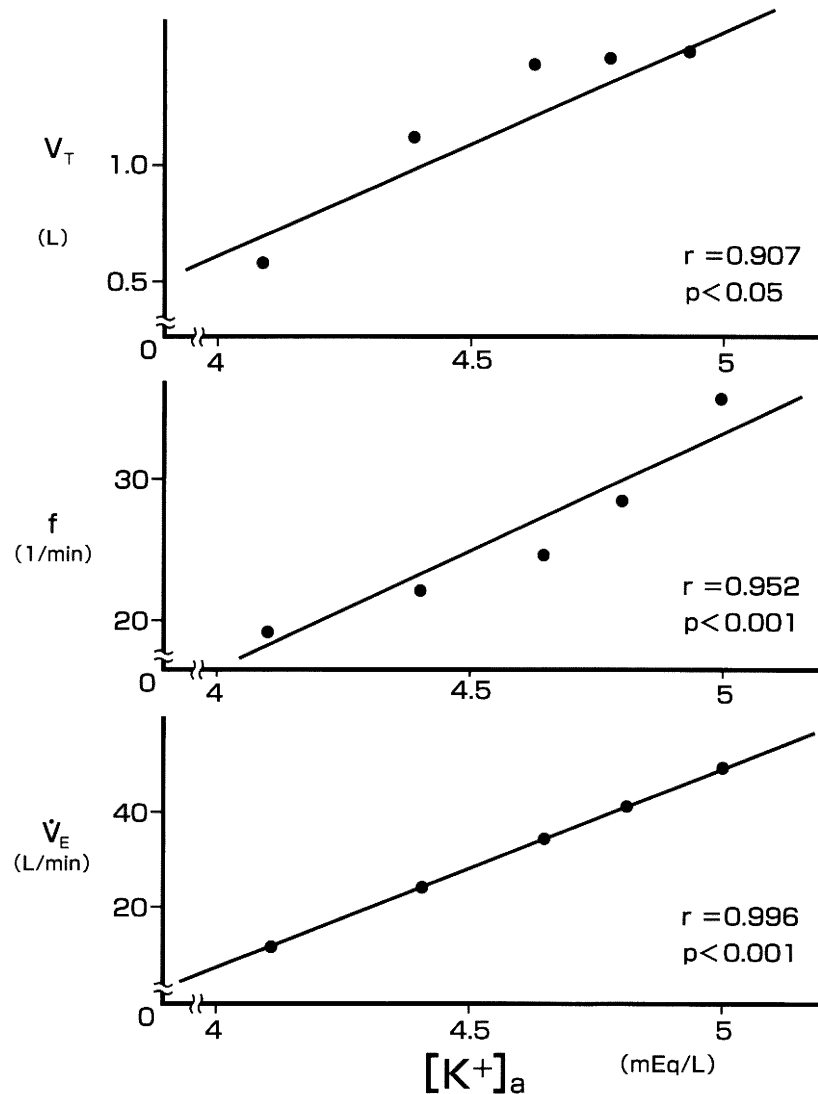 V_T
(L)
1.0
0.5
0
4
4.5
5
r =0.907
p<0.05
f
(1/min)
30
20
0
4
4.5
5
r =0.952
p<0.001
V̇_E
(L/min)
40
20
0
4
4.5
5
r =0.996
p<0.001
[K⁺]ₐ (mEq/L)